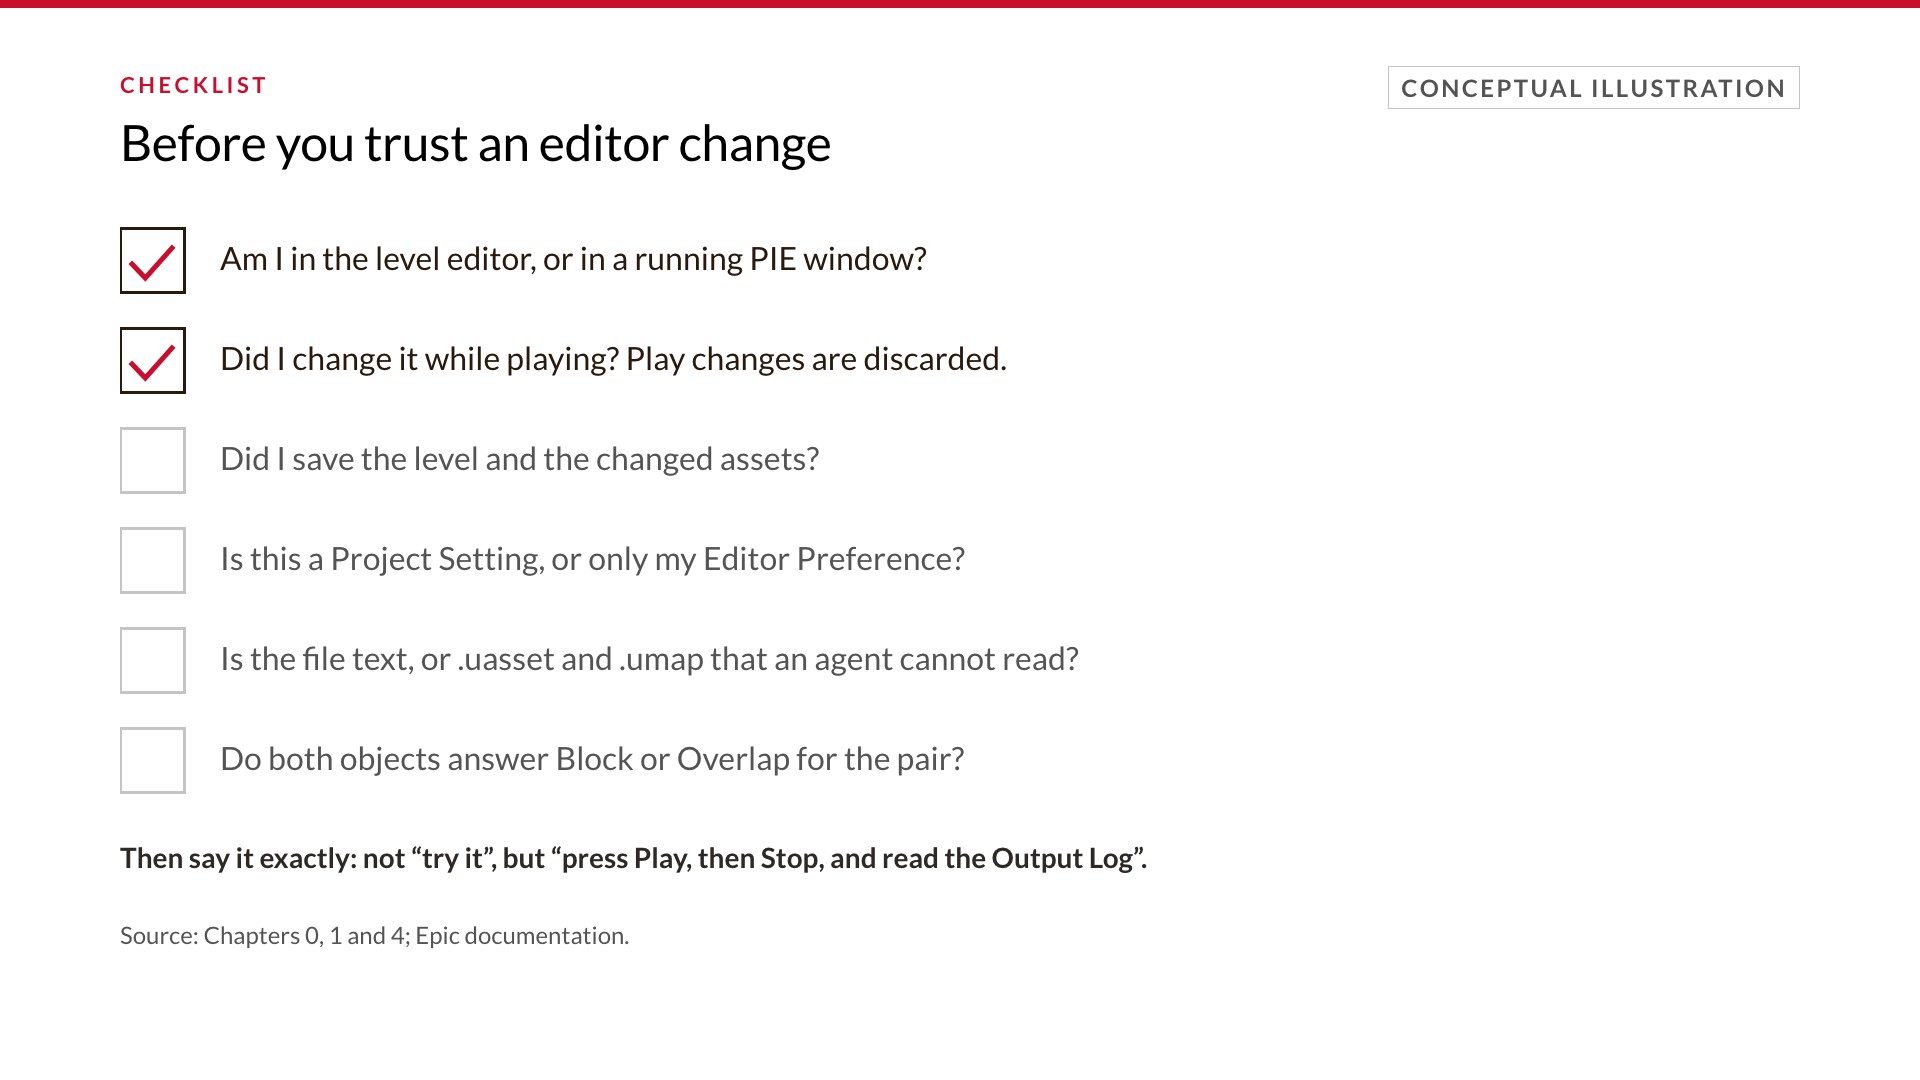 CHECKLIST
CONCEPTUAL ILLUSTRATION
Before you trust an editor change
Am I in the level editor, or in a running PIE window?
Did I change it while playing? Play changes are discarded.
Did I save the level and the changed assets?
Is this a Project Setting, or only my Editor Preference?
Is the file text, or .uasset and .umap that an agent cannot read?
Do both objects answer Block or Overlap for the pair?
Then say it exactly: not “try it”, but “press Play, then Stop, and read the Output Log”.
Source: Chapters 0, 1 and 4; Epic documentation.